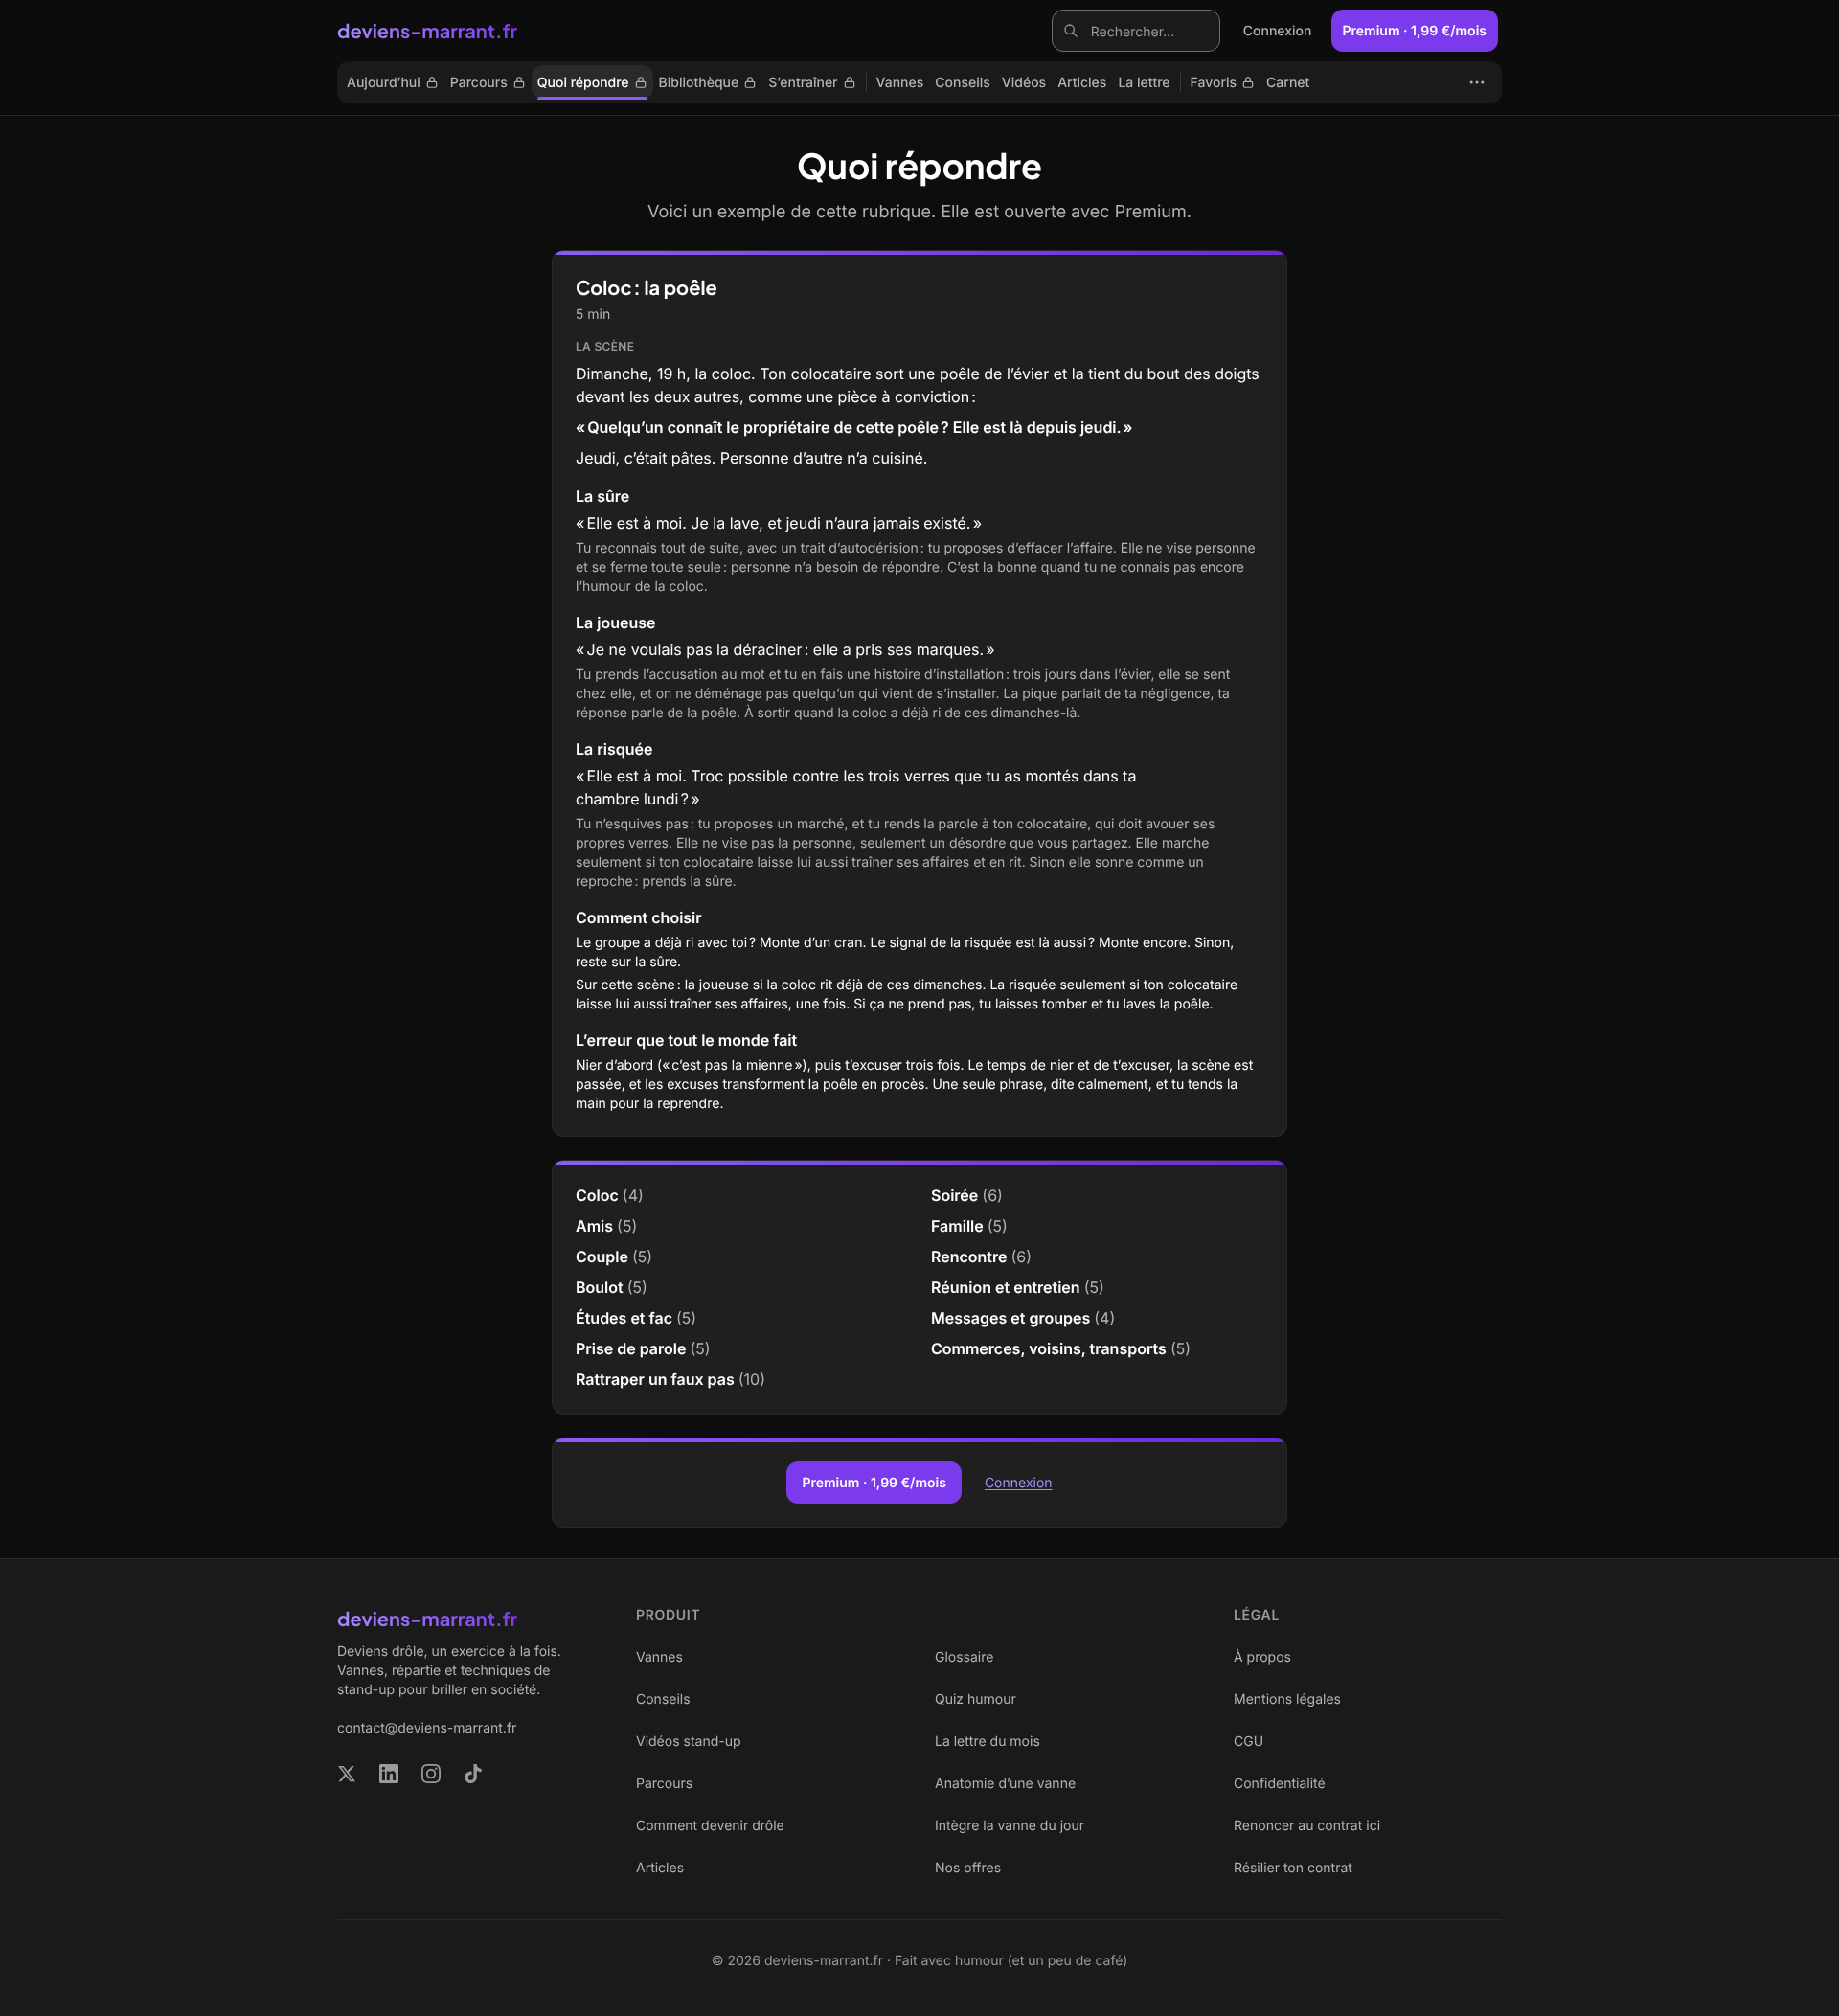 deviens-marrant.fr
Rechercher...
Connexion
Premium · 1,99 €/mois
Aujourd’hui
Parcours
Quoi répondre
Bibliothèque
S’entraîner
Vannes
Conseils
Vidéos
Articles
La lettre
Favoris
Carnet
Quoi répondre
Voici un exemple de cette rubrique. Elle est ouverte avec Premium.
Coloc : la poêle
5 min
LA SCÈNE
Dimanche, 19 h, la coloc. Ton colocataire sort une poêle de l’évier et la tient du bout des doigts
devant les deux autres, comme une pièce à conviction :
« Quelqu’un connaît le propriétaire de cette poêle ? Elle est là depuis jeudi. »
Jeudi, c’était pâtes. Personne d’autre n’a cuisiné.
La sûre
« Elle est à moi. Je la lave, et jeudi n’aura jamais existé. »
Tu reconnais tout de suite, avec un trait d’autodérision : tu proposes d’effacer l’affaire. Elle ne vise personne
et se ferme toute seule : personne n’a besoin de répondre. C’est la bonne quand tu ne connais pas encore
l’humour de la coloc.
La joueuse
« Je ne voulais pas la déraciner : elle a pris ses marques. »
Tu prends l’accusation au mot et tu en fais une histoire d’installation : trois jours dans l’évier, elle se sent
chez elle, et on ne déménage pas quelqu’un qui vient de s’installer. La pique parlait de ta négligence, ta
réponse parle de la poêle. À sortir quand la coloc a déjà ri de ces dimanches-là.
La risquée
« Elle est à moi. Troc possible contre les trois verres que tu as montés dans ta
chambre lundi ? »
Tu n’esquives pas : tu proposes un marché, et tu rends la parole à ton colocataire, qui doit avouer ses
propres verres. Elle ne vise pas la personne, seulement un désordre que vous partagez. Elle marche
seulement si ton colocataire laisse lui aussi traîner ses affaires et en rit. Sinon elle sonne comme un
reproche : prends la sûre.
Comment choisir
Le groupe a déjà ri avec toi ? Monte d’un cran. Le signal de la risquée est là aussi ? Monte encore. Sinon,
reste sur la sûre.
Sur cette scène : la joueuse si la coloc rit déjà de ces dimanches. La risquée seulement si ton colocataire
laisse lui aussi traîner ses affaires, une fois. Si ça ne prend pas, tu laisses tomber et tu laves la poêle.
L’erreur que tout le monde fait
Nier d’abord (« c’est pas la mienne »), puis t’excuser trois fois. Le temps de nier et de t’excuser, la scène est
passée, et les excuses transforment la poêle en procès. Une seule phrase, dite calmement, et tu tends la
main pour la reprendre.
Coloc (4)
Soirée (6)
Amis (5)
Famille (5)
Couple (5)
Rencontre (6)
Boulot (5)
Réunion et entretien (5)
Études et fac (5)
Messages et groupes (4)
Prise de parole (5)
Commerces, voisins, transports (5)
Rattraper un faux pas (10)
Premium · 1,99 €/mois
Connexion
deviens-marrant.fr
Deviens drôle, un exercice à la fois.
Vannes, répartie et techniques de
stand-up pour briller en société.
contact@deviens-marrant.fr
PRODUIT
Vannes
Conseils
Vidéos stand-up
Parcours
Comment devenir drôle
Articles
Glossaire
Quiz humour
La lettre du mois
Anatomie d’une vanne
Intègre la vanne du jour
Nos offres
LÉGAL
À propos
Mentions légales
CGU
Confidentialité
Renoncer au contrat ici
Résilier ton contrat
© 2026 deviens-marrant.fr · Fait avec humour (et un peu de café)